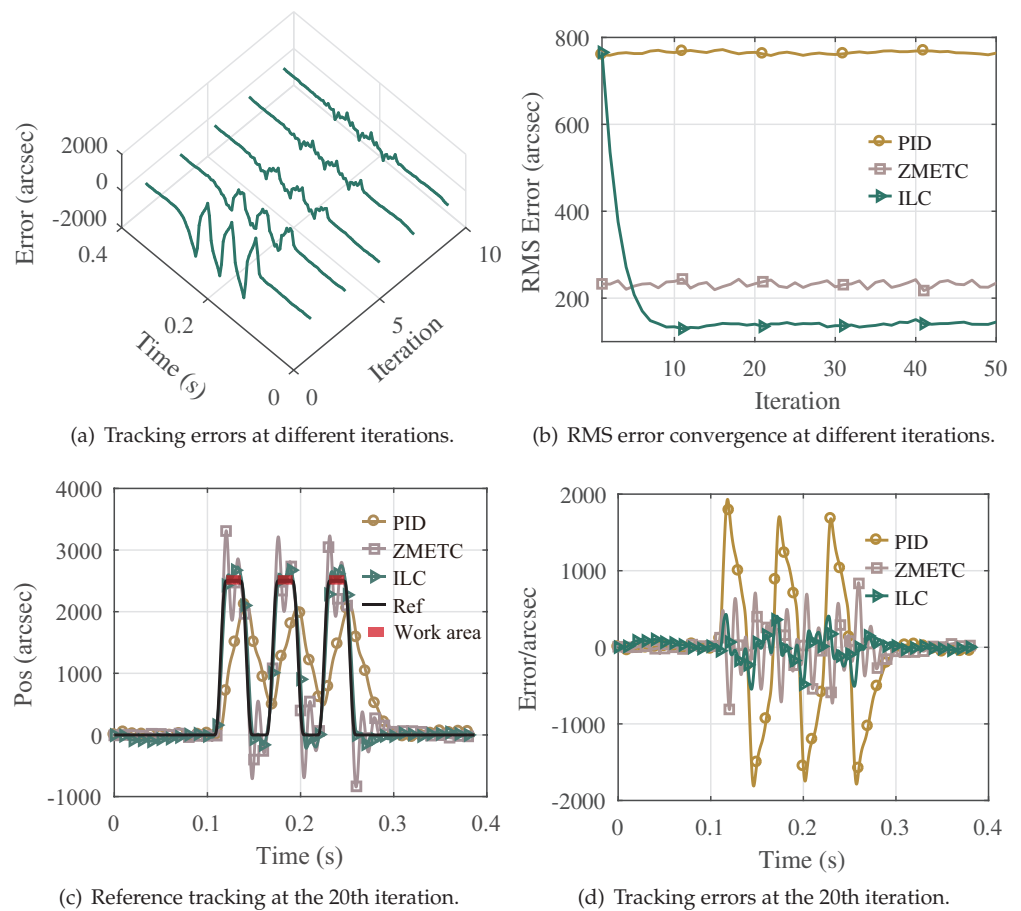 Error (arcsec)
2000
0
-2000
0.4
0.2
0
Time (s)
0
5
10
Iteration
(a) Tracking errors at different iterations.
RMS Error (arcsec)
800
600
400
200
10
20
30
40
50
Iteration
PID
ZMETC
ILC
(b) RMS error convergence at different iterations.
Pos (arcsec)
4000
3000
2000
1000
0
-1000
0
0.1
0.2
0.3
0.4
Time (s)
PID
ZMETC
ILC
Ref
Work area
(c) Reference tracking at the 20th iteration.
Error/arcsec
2000
1000
0
-1000
-2000
0
0.1
0.2
0.3
0.4
Time (s)
PID
ZMETC
ILC
(d) Tracking errors at the 20th iteration.